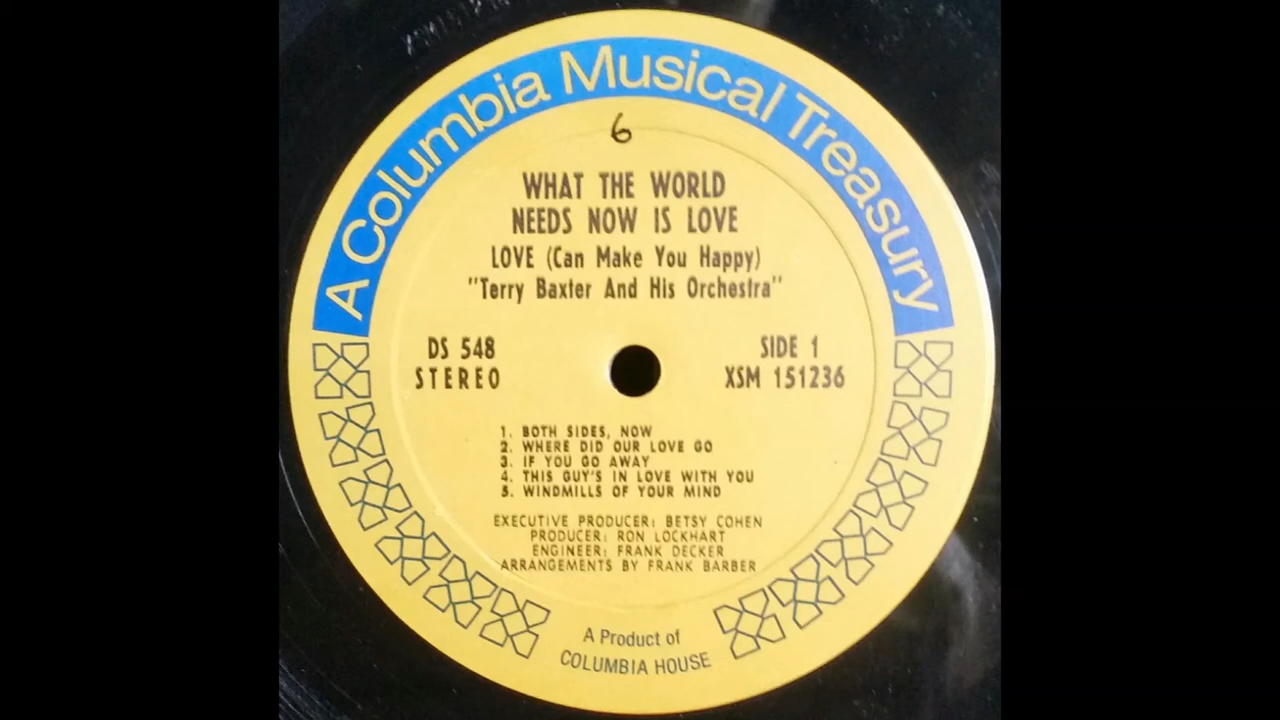 A Columbia Musical Treasury
6
WHAT THE WORLD
NEEDS NOW IS LOVE
LOVE (Can Make You Happy)
"Terry Baxter And His Orchestra"
DS 548
STEREO
SIDE 1
XSM 151236
1. BOTH SIDES, NOW
2. WHERE DID OUR LOVE GO
3. IF YOU GO AWAY
4. THIS GUY'S IN LOVE WITH YOU
5. WINDMILLS OF YOUR MIND
EXECUTIVE PRODUCER: BETSY COHEN
PRODUCER: RON LOCKHART
ENGINEER: FRANK DECKER
ARRANGEMENTS BY FRANK BARBER
A Product of
COLUMBIA HOUSE